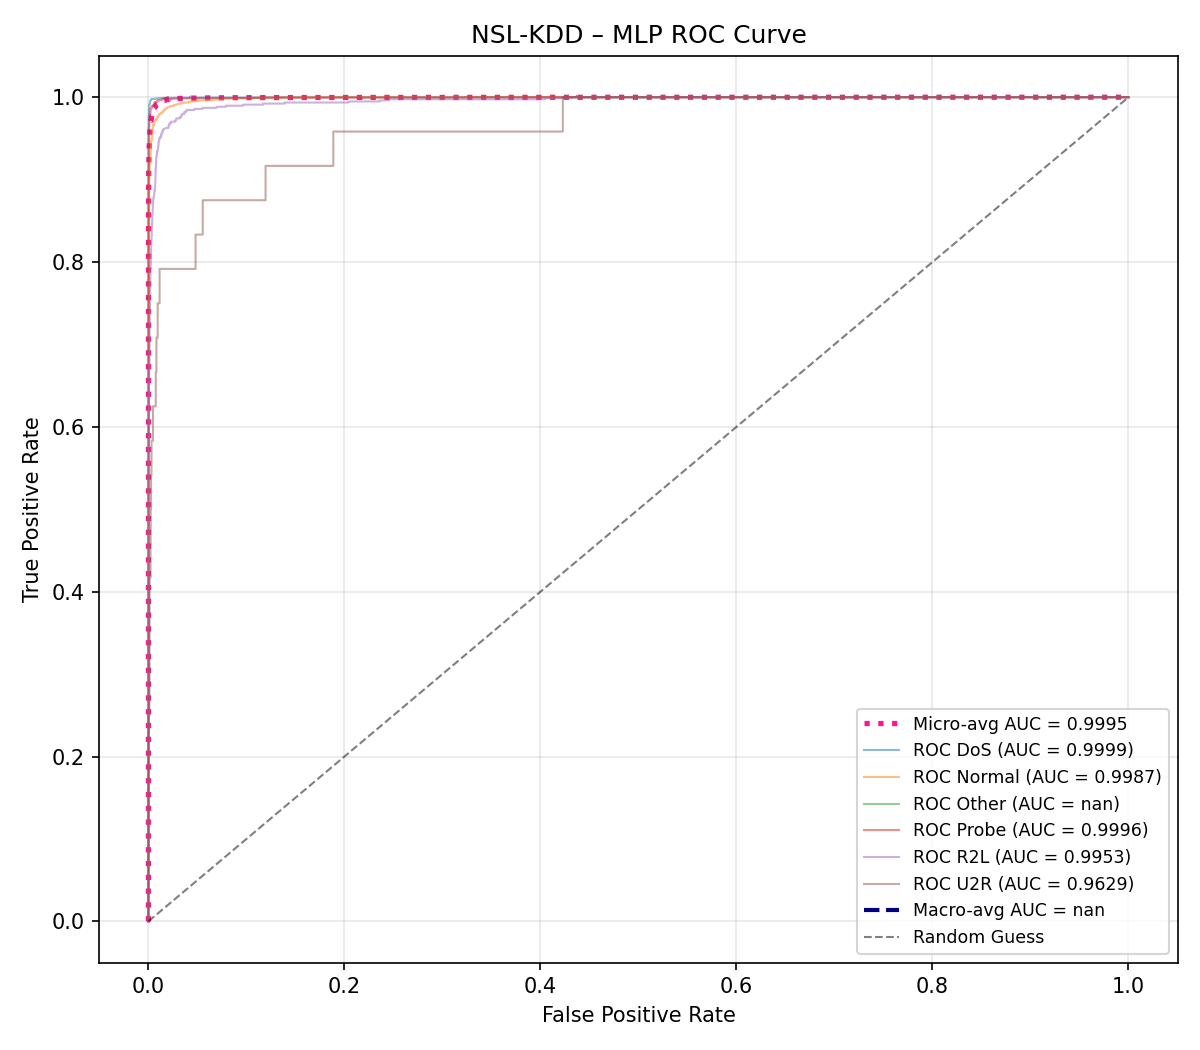 NSL-KDD – MLP ROC Curve
True Positive Rate
1.0
0.8
0.6
0.4
0.2
0.0
0.0 0.2 0.4 0.6 0.8 1.0
False Positive Rate
Micro-avg AUC = 0.9995
ROC DoS (AUC = 0.9999)
ROC Normal (AUC = 0.9987)
ROC Other (AUC = nan)
ROC Probe (AUC = 0.9996)
ROC R2L (AUC = 0.9953)
ROC U2R (AUC = 0.9629)
Macro-avg AUC = nan
Random Guess